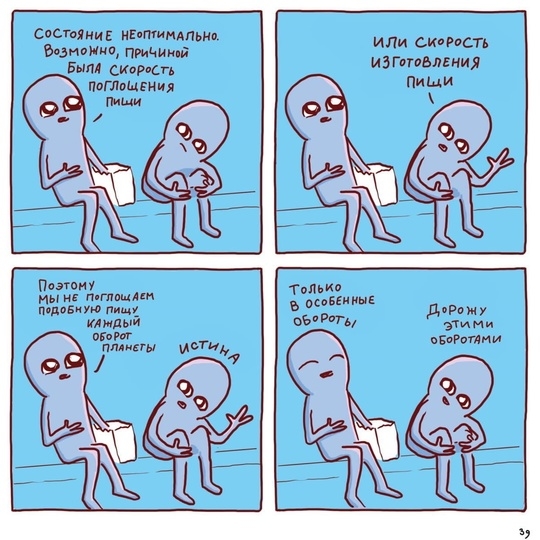 Состояние неоптимально.
Возможно, причиной
была скорость
поглощения
пищи
или скорость
изготовления
пищи
Поэтому
мы не поглощаем
подобную пищу
каждый
оборот
планеты
Истина
Только
в особенные
обороты
Дорожу
этими
оборотами
39